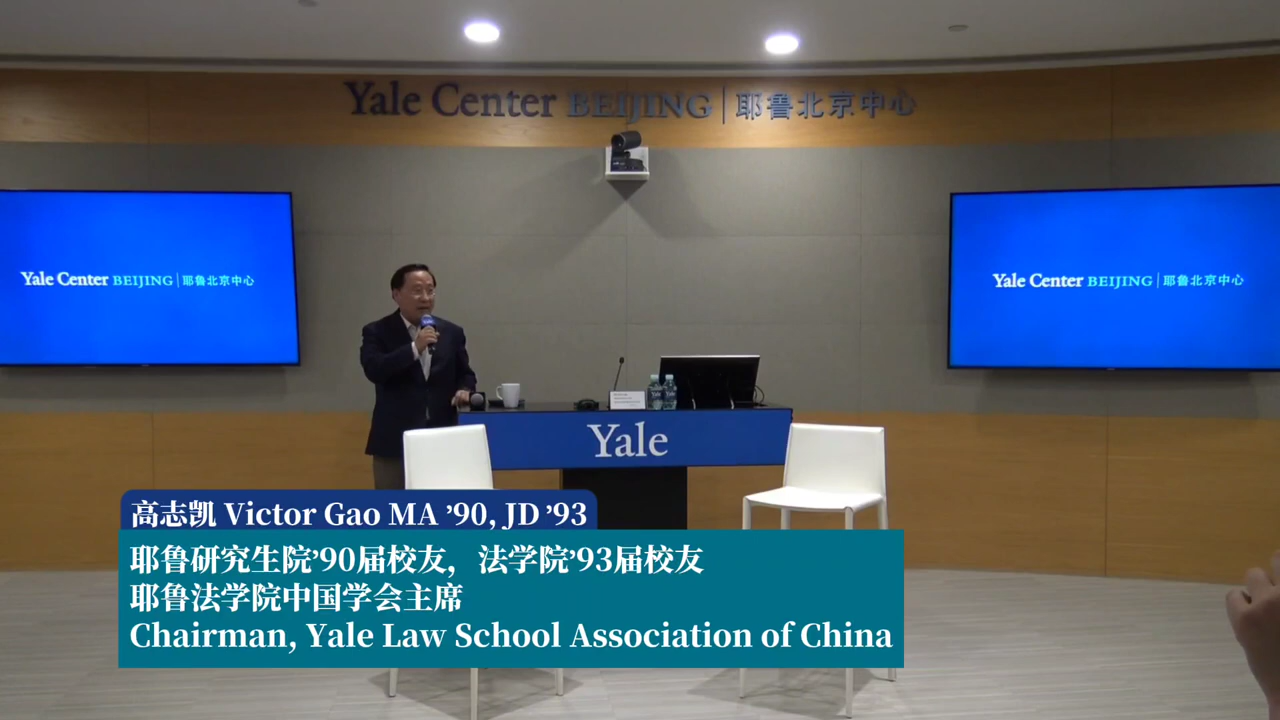 Yale Center BEIJING | 耶鲁北京中心
Yale Center BEIJING | 耶鲁北京中心
Yale Center BEIJING | 耶鲁北京中心
Yale
Yale
高志凯 Victor Gao MA ’90, JD ’93
耶鲁研究生院’90届校友，法学院’93届校友
耶鲁法学院中国学会主席
Chairman, Yale Law School Association of China